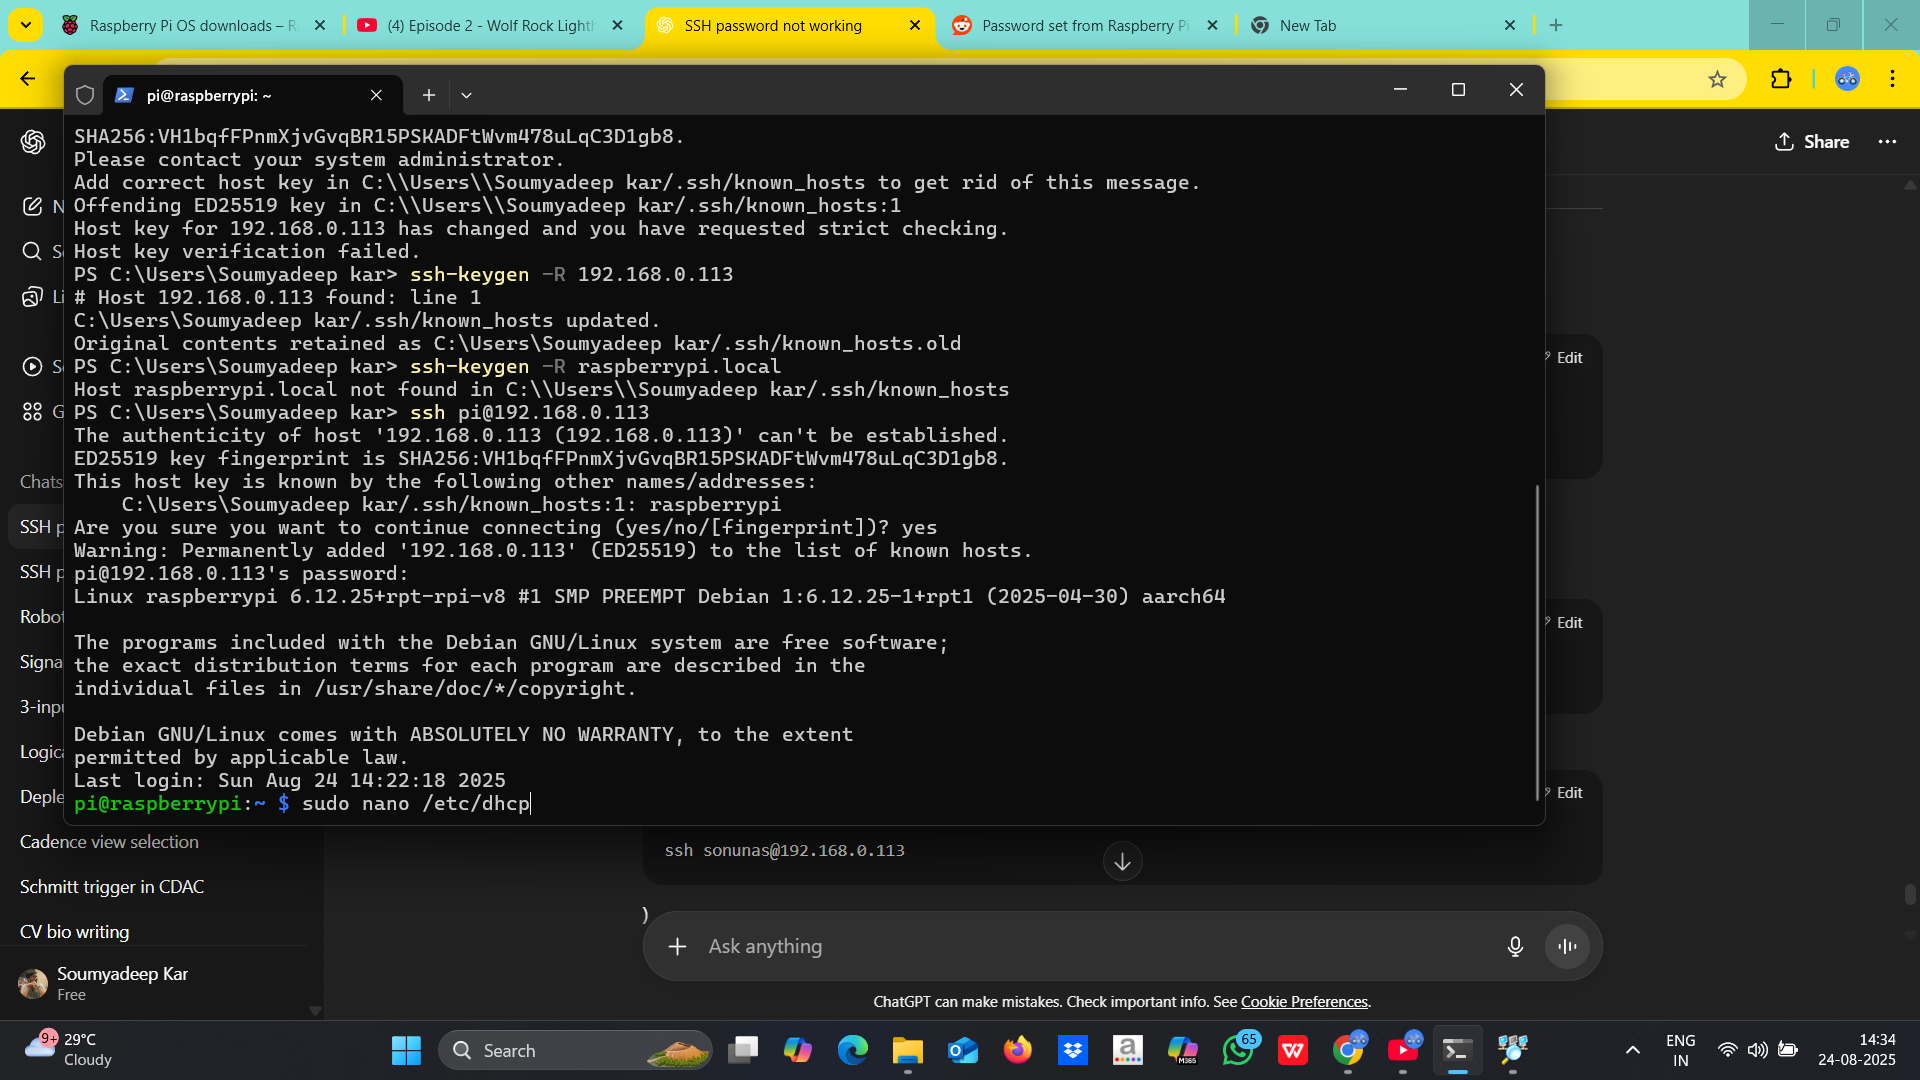 Raspberry Pi OS downloads – R
(4) Episode 2 - Wolf Rock Light
SSH password not working
Password set from Raspberry Pi
New Tab
pi@raspberrypi: ~
SHA256:VH1bqfFPnmXjvGvqBR15PSKADFtWvm478uLqC3D1gb8.
Please contact your system administrator.
Add correct host key in C:\\Users\\Soumyadeep kar/.ssh/known_hosts to get rid of this message.
Offending ED25519 key in C:\\Users\\Soumyadeep kar/.ssh/known_hosts:1
Host key for 192.168.0.113 has changed and you have requested strict checking.
Host key verification failed.
PS C:\Users\Soumyadeep kar> ssh-keygen -R 192.168.0.113
# Host 192.168.0.113 found: line 1
C:\Users\Soumyadeep kar/.ssh/known_hosts updated.
Original contents retained as C:\Users\Soumyadeep kar/.ssh/known_hosts.old
PS C:\Users\Soumyadeep kar> ssh-keygen -R raspberrypi.local
Host raspberrypi.local not found in C:\\Users\\Soumyadeep kar/.ssh/known_hosts
PS C:\Users\Soumyadeep kar> ssh pi@192.168.0.113
The authenticity of host '192.168.0.113 (192.168.0.113)' can't be established.
ED25519 key fingerprint is SHA256:VH1bqfFPnmXjvGvqBR15PSKADFtWvm478uLqC3D1gb8.
This host key is known by the following other names/addresses:
C:\Users\Soumyadeep kar/.ssh/known_hosts:1: raspberrypi
Are you sure you want to continue connecting (yes/no/[fingerprint])? yes
Warning: Permanently added '192.168.0.113' (ED25519) to the list of known hosts.
pi@192.168.0.113's password:
Linux raspberrypi 6.12.25+rpt-rpi-v8 #1 SMP PREEMPT Debian 1:6.12.25-1+rpt1 (2025-04-30) aarch64
The programs included with the Debian GNU/Linux system are free software;
the exact distribution terms for each program are described in the
individual files in /usr/share/doc/*/copyright.
Debian GNU/Linux comes with ABSOLUTELY NO WARRANTY, to the extent
permitted by applicable law.
Last login: Sun Aug 24 14:22:18 2025
pi@raspberrypi:~ $ sudo nano /etc/dhcp
Share
Edit
Edit
Edit
N
Se
Li
S
G
Chats
SSH p
SSH p
Robot
Signa
3-inpu
Logica
Deple
Cadence view selection
Schmitt trigger in CDAC
CV bio writing
Soumyadeep Kar
Free
ssh sonunas@192.168.0.113
)
Ask anything
ChatGPT can make mistakes. Check important info. See Cookie Preferences.
9+
29°C
Cloudy
Search
a
M365
65
W
ENG
IN
14:34
24-08-2025